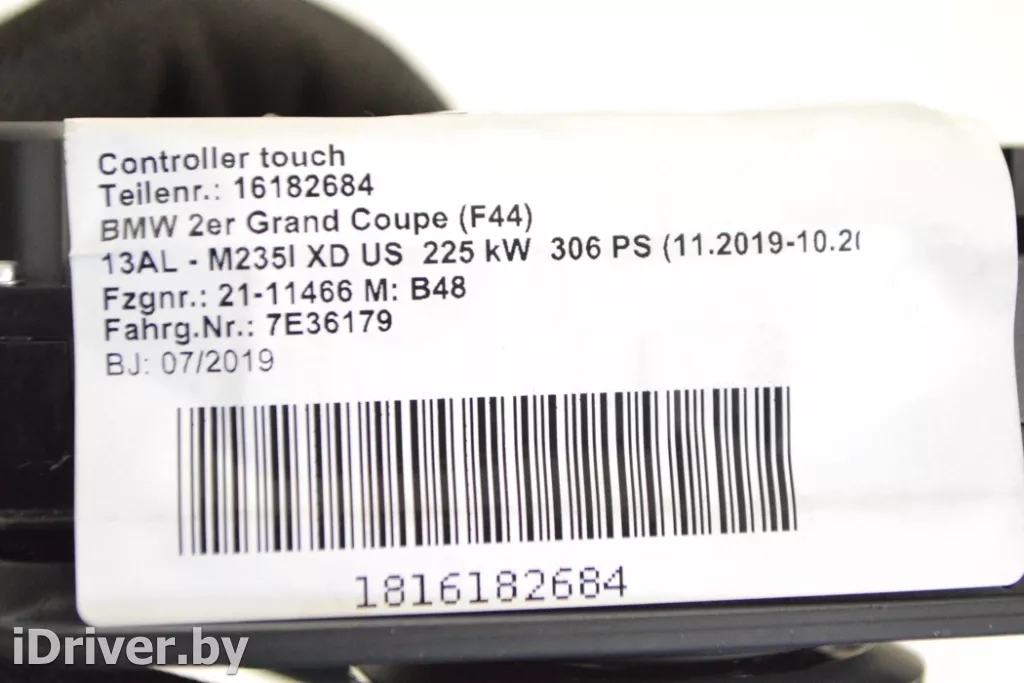 Controller touch
Teilenr.: 16182684
BMW 2er Grand Coupe (F44)
13AL - M235I XD US 225 kW 306 PS (11.2019-10.2(
Fzgnr.: 21-11466 M: B48
Fahrg.Nr.: 7E36179
BJ: 07/2019
1816182684
iDriver.by